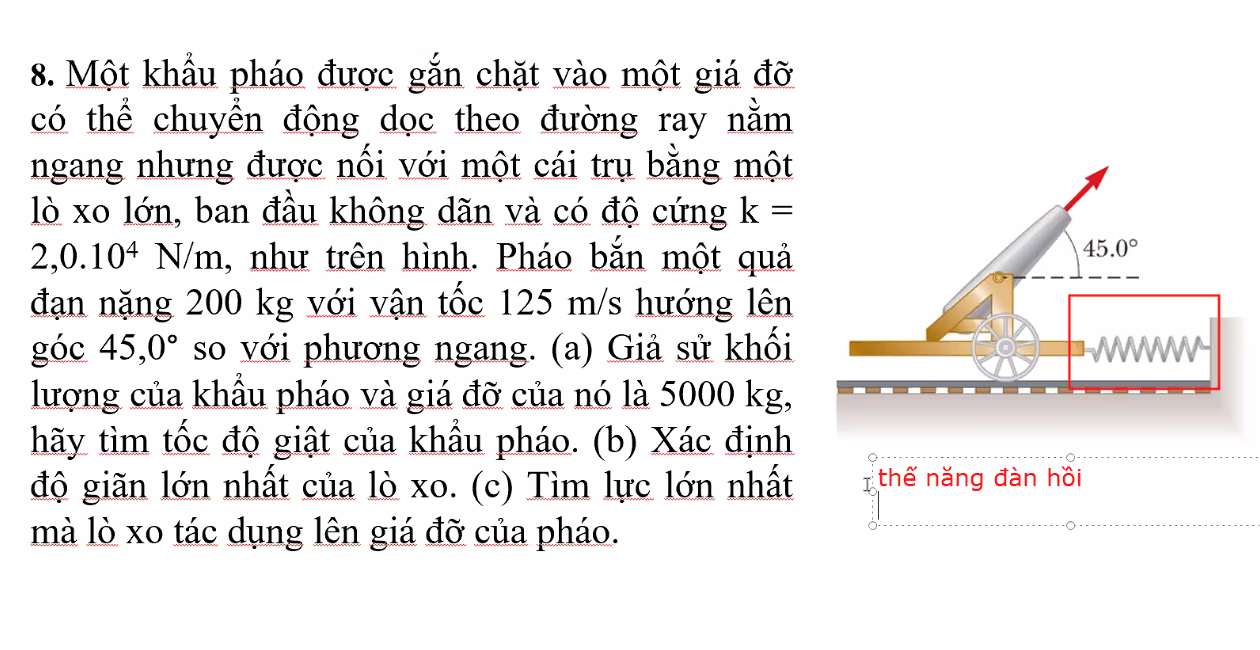 8. Một khẩu pháo được gắn chặt vào một giá đỡ
có thể chuyển động dọc theo đường ray nằm
ngang nhưng được nối với một cái trụ bằng một
lò xo lớn, ban đầu không dãn và có độ cứng k =
2,0.10⁴ N/m, như trên hình. Pháo bắn một quả
đạn nặng 200 kg với vận tốc 125 m/s hướng lên
góc 45,0° so với phương ngang. (a) Giả sử khối
lượng của khẩu pháo và giá đỡ của nó là 5000 kg,
hãy tìm tốc độ giật của khẩu pháo. (b) Xác định
độ giãn lớn nhất của lò xo. (c) Tìm lực lớn nhất
mà lò xo tác dụng lên giá đỡ của pháo.
45.0°
thế năng đàn hồi